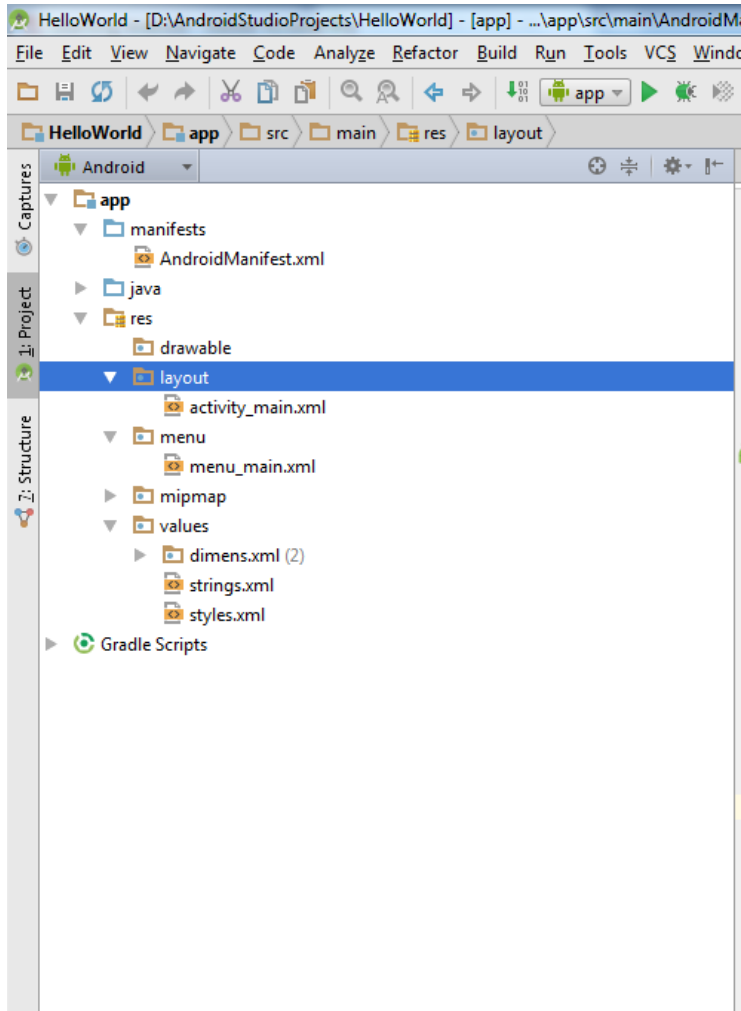 HelloWorld - [D:\AndroidStudioProjects\HelloWorld] - [app] - ...\app\src\main\AndroidMa
File Edit View Navigate Code Analyze Refactor Build Run Tools VCS Windo
app
HelloWorld app src main res layout
Android
Captures
1: Project
7: Structure
app
manifests
AndroidManifest.xml
java
res
drawable
layout
activity_main.xml
menu
menu_main.xml
mipmap
values
dimens.xml (2)
strings.xml
styles.xml
Gradle Scripts